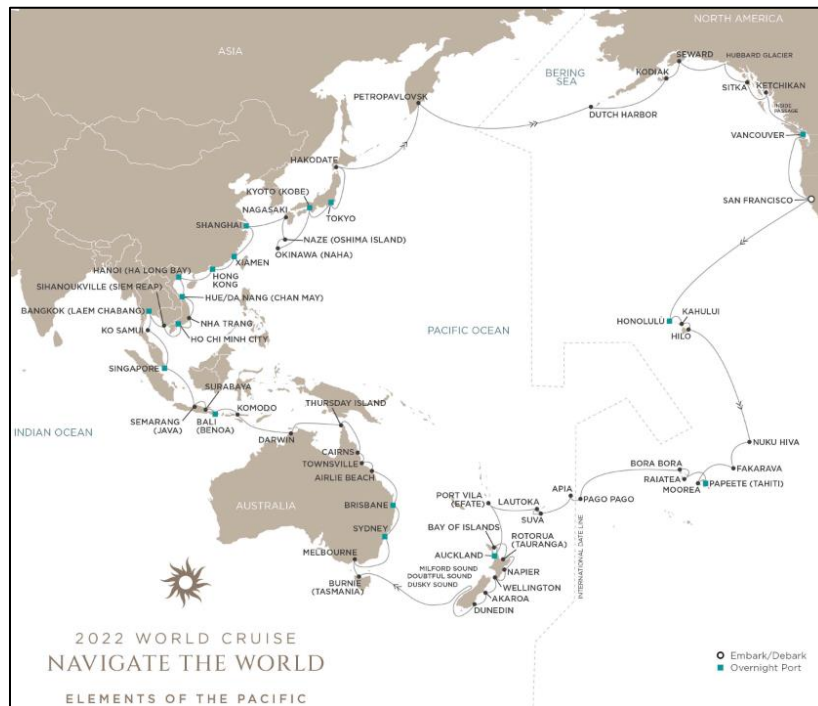 NORTH AMERICA
ASIA
SEWARD
HUBBARD GLACIER
BERING
SEA
KODIAK
KETCHIKAN
SITKA
PETROPAVLOVSK
INSIDE
PASSAGE
DUTCH HARBOR
VANCOUVER
HAKODATE
KYOTO (KOBE)
SAN FRANCISCO
NAGASAKI
TOKYO
SHANGHAI
NAZE (OSHIMA ISLAND)
OKINAWA (NAHA)
XIAMEN
HANOI (HA LONG BAY)
HONG
KONG
SIHANOUKVILLE (SIEM REAP)
HUE/DA NANG (CHAN MAY)
BANGKOK (LAEM CHABANG)
NHA TRANG
KO SAMUI
HO CHI MINH CITY
HONOLULU
KAHULUI
HILO
PACIFIC OCEAN
SINGAPORE
SURABAYA
SEMARANG
(JAVA)
BALI
(BENOA)
KOMODO
THURSDAY ISLAND
INDIAN OCEAN
DARWIN
NUKU HIVA
CAIRNS
TOWNSVILLE
AIRLIE BEACH
BORA BORA
FAKARAVA
RAIATEA
MOOREA
PAPEETE (TAHITI)
APIA
PAGO PAGO
PORT VILA
(EFATE)
LAUTOKA
SUVA
AUSTRALIA
BRISBANE
SYDNEY
BAY OF ISLANDS
AUCKLAND
ROTORUA
(TAURANGA)
MELBOURNE
MILFORD SOUND
DOUBTFUL SOUND
DUSKY SOUND
NAPIER
WELLINGTON
BURNIE
(TASMANIA)
AKAROA
DUNEDIN
INTERNATIONAL DATE LINE
2022 WORLD CRUISE
NAVIGATE THE WORLD
ELEMENTS OF THE PACIFIC
Embark/Debark
Overnight Port